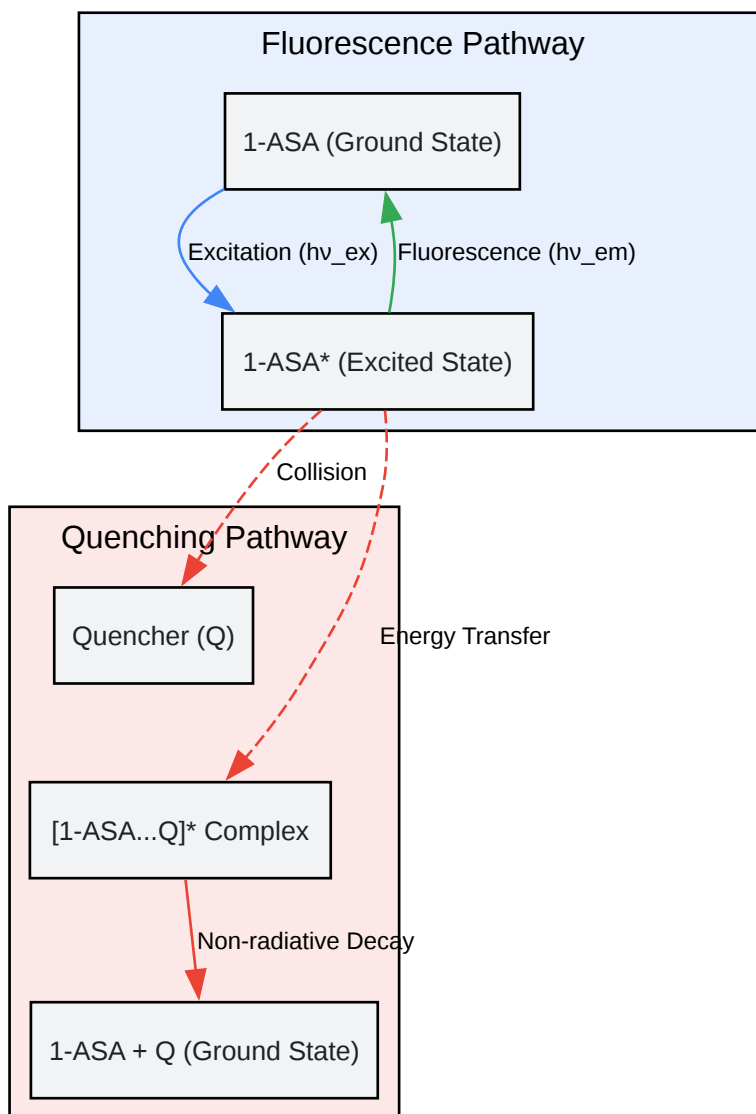 Fluorescence Pathway
1-ASA (Ground State)
Excitation (hν_ex)
Fluorescence (hν_em)
1-ASA* (Excited State)
Collision
Quenching Pathway
Quencher (Q)
Energy Transfer
[1-ASA...Q]* Complex
Non-radiative Decay
1-ASA + Q (Ground State)